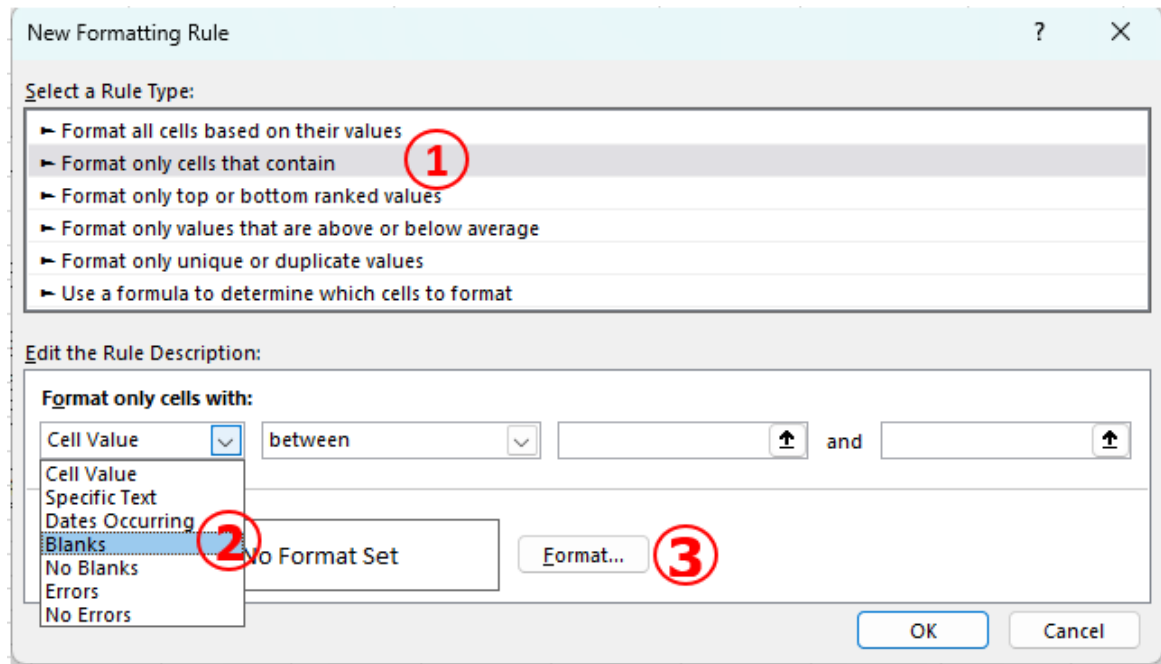 New Formatting Rule ? ×
Select a Rule Type:
► Format all cells based on their values
► Format only cells that contain ①
► Format only top or bottom ranked values
► Format only values that are above or below average
► Format only unique or duplicate values
► Use a formula to determine which cells to format
Edit the Rule Description:
Format only cells with:
Cell Value between and
Cell Value
Specific Text
Dates Occurring
Blanks ②
No Blanks
Errors
No Errors
No Format Set Format... ③
OK Cancel